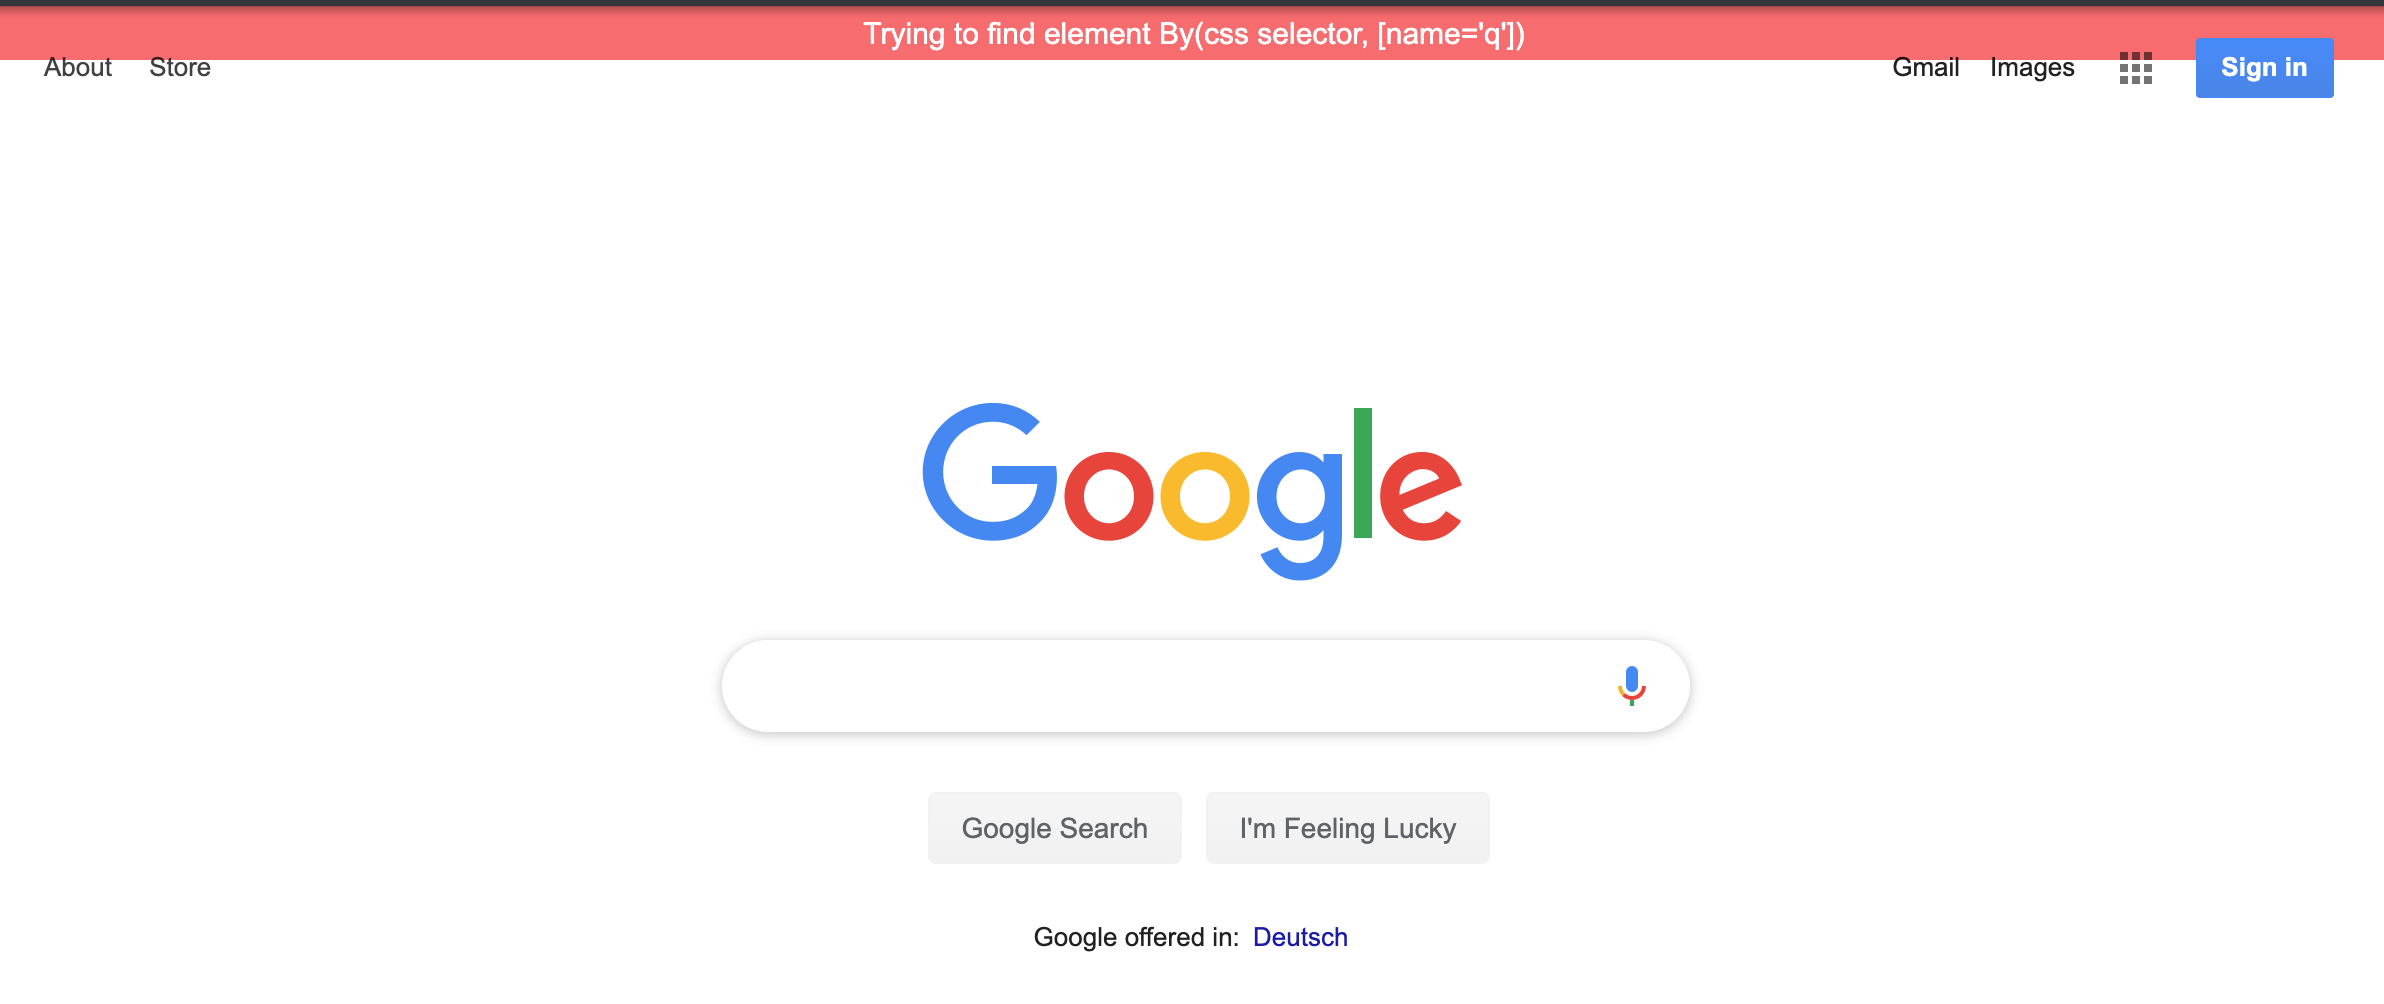 Trying to find element By(css selector, [name='q'])
About Store Gmail Images Sign in
Google
Google Search I'm Feeling Lucky
Google offered in: Deutsch